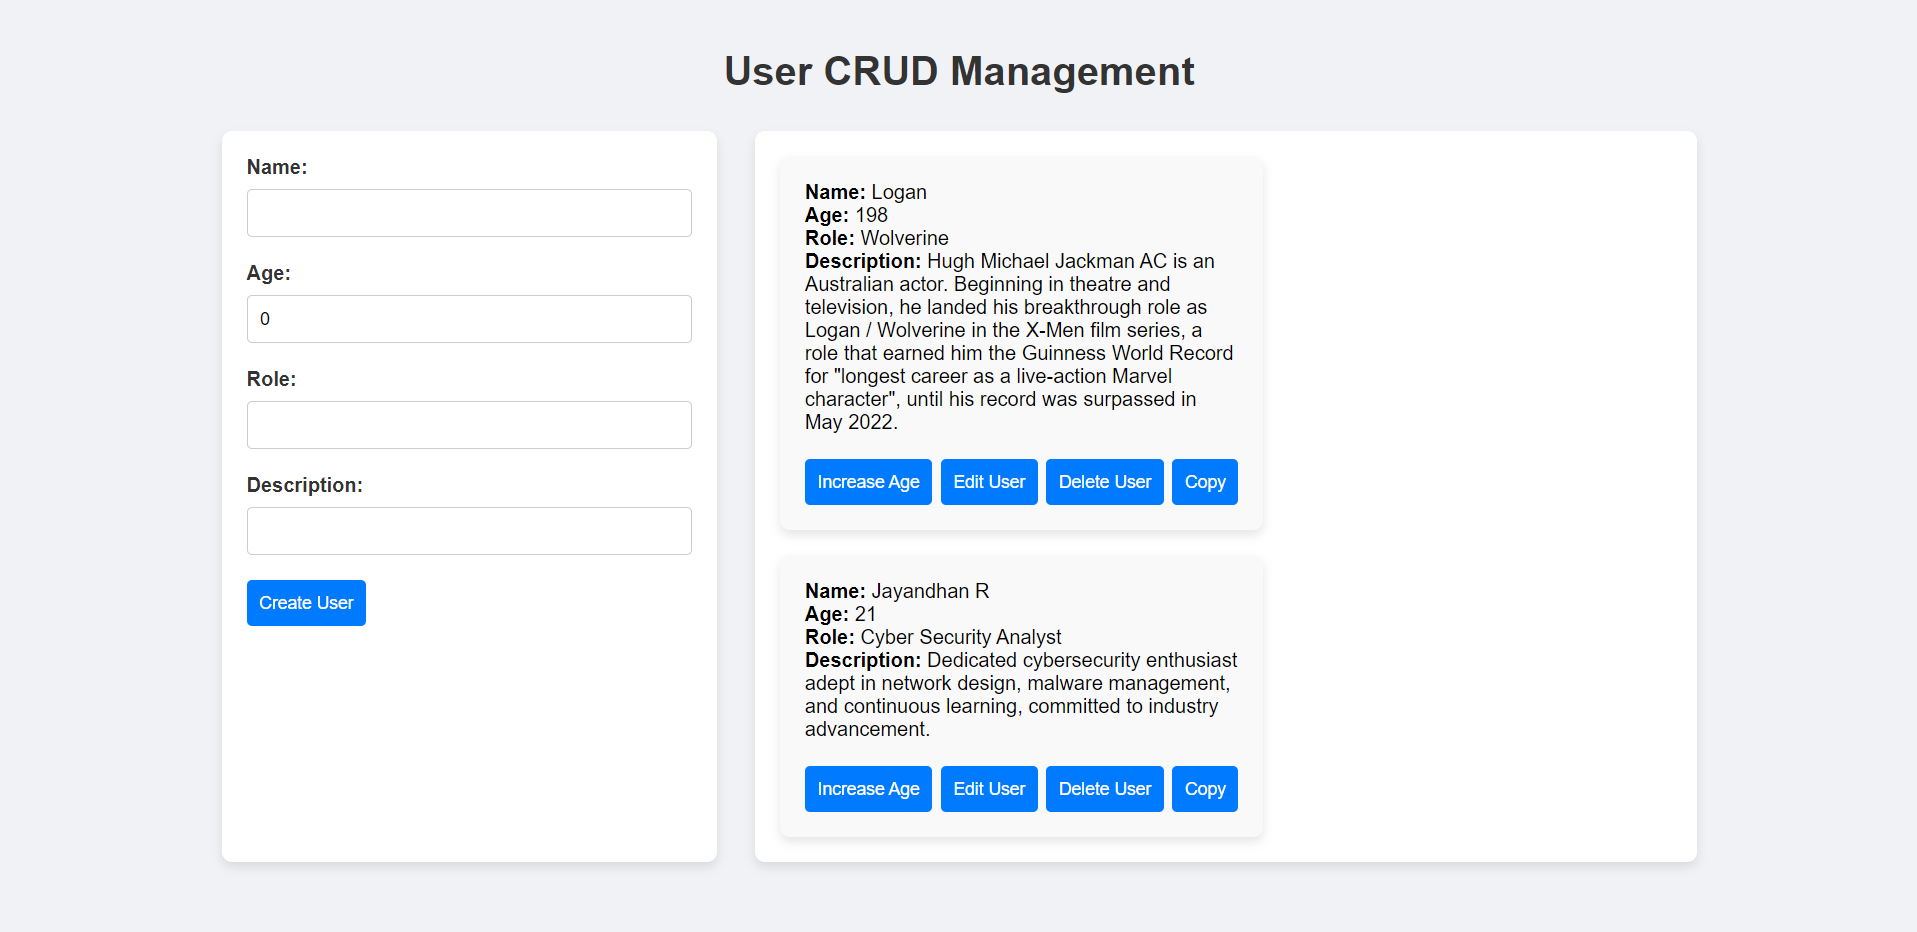 User CRUD Management
Name:
Age:
0
Role:
Description:
Create User
Name: Logan
Age: 198
Role: Wolverine
Description: Hugh Michael Jackman AC is an
Australian actor. Beginning in theatre and
television, he landed his breakthrough role as
Logan / Wolverine in the X-Men film series, a
role that earned him the Guinness World Record
for "longest career as a live-action Marvel
character", until his record was surpassed in
May 2022.
Increase Age Edit User Delete User Copy
Name: Jayandhan R
Age: 21
Role: Cyber Security Analyst
Description: Dedicated cybersecurity enthusiast
adept in network design, malware management,
and continuous learning, committed to industry
advancement.
Increase Age Edit User Delete User Copy